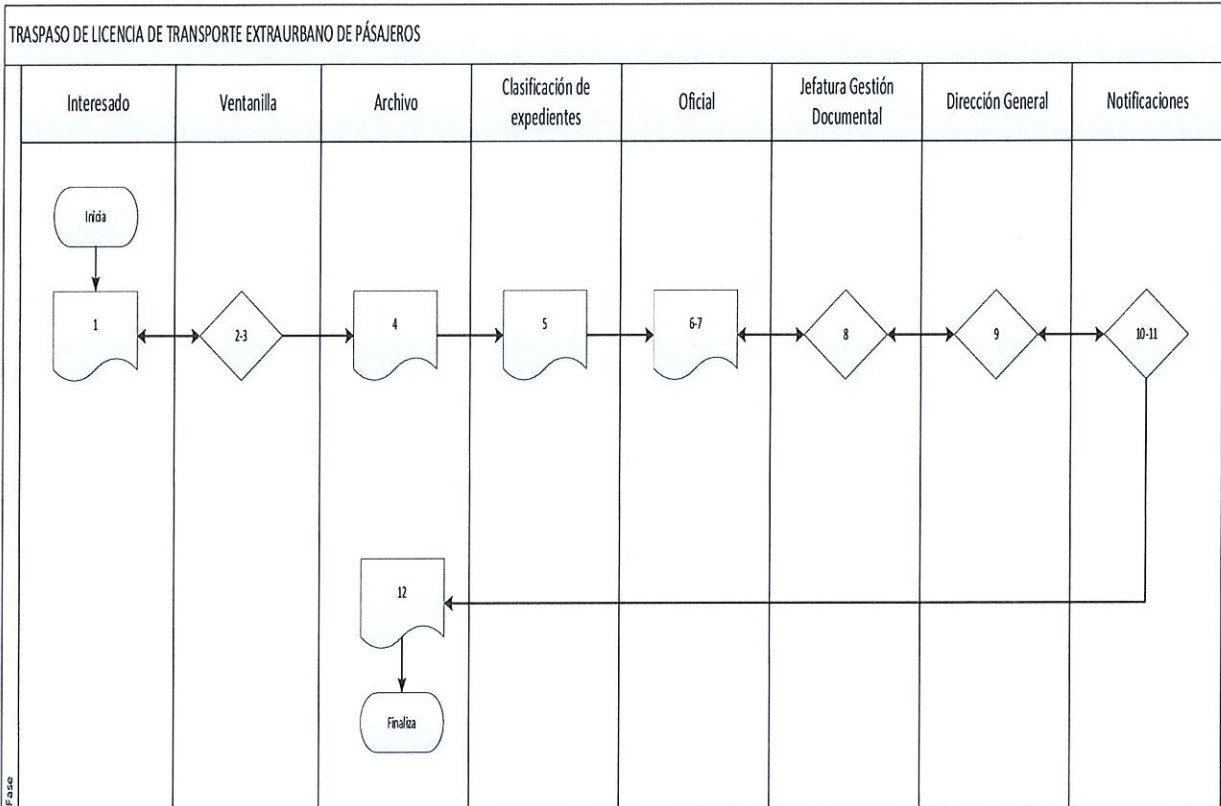 TRASPASO DE LICENCIA DE TRANSPORTE EXTRAURBANO DE PÁSAJEROS
Interesado
Ventanilla
Archivo
Clasificación de
expedientes
Oficial
Jefatura Gestión
Documental
Dirección General
Notificaciones
Inicia
1
2-3
4
5
6-7
8
9
10-11
12
Finaliza
Fase